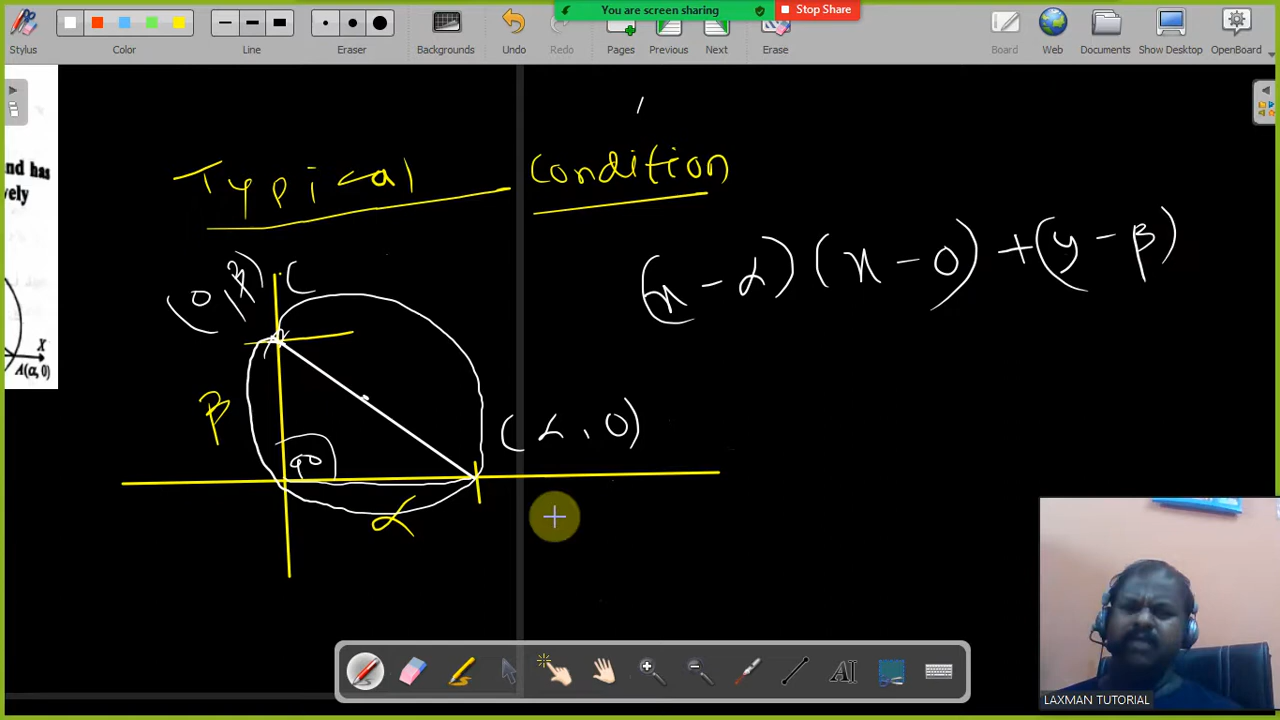 You are screen sharing
Stop Share
Stylus
Color
Line
Eraser
Backgrounds
Undo
Redo
Pages
Previous
Next
Erase
Board
Web
Documents
Show Desktop
OpenBoard
nd has
vely
X
A(α, 0)
Typical condition
(x - α) (x - 0) + (y - β)
(0, β)
β
(α, 0)
90
α
LAXMAN TUTORIAL